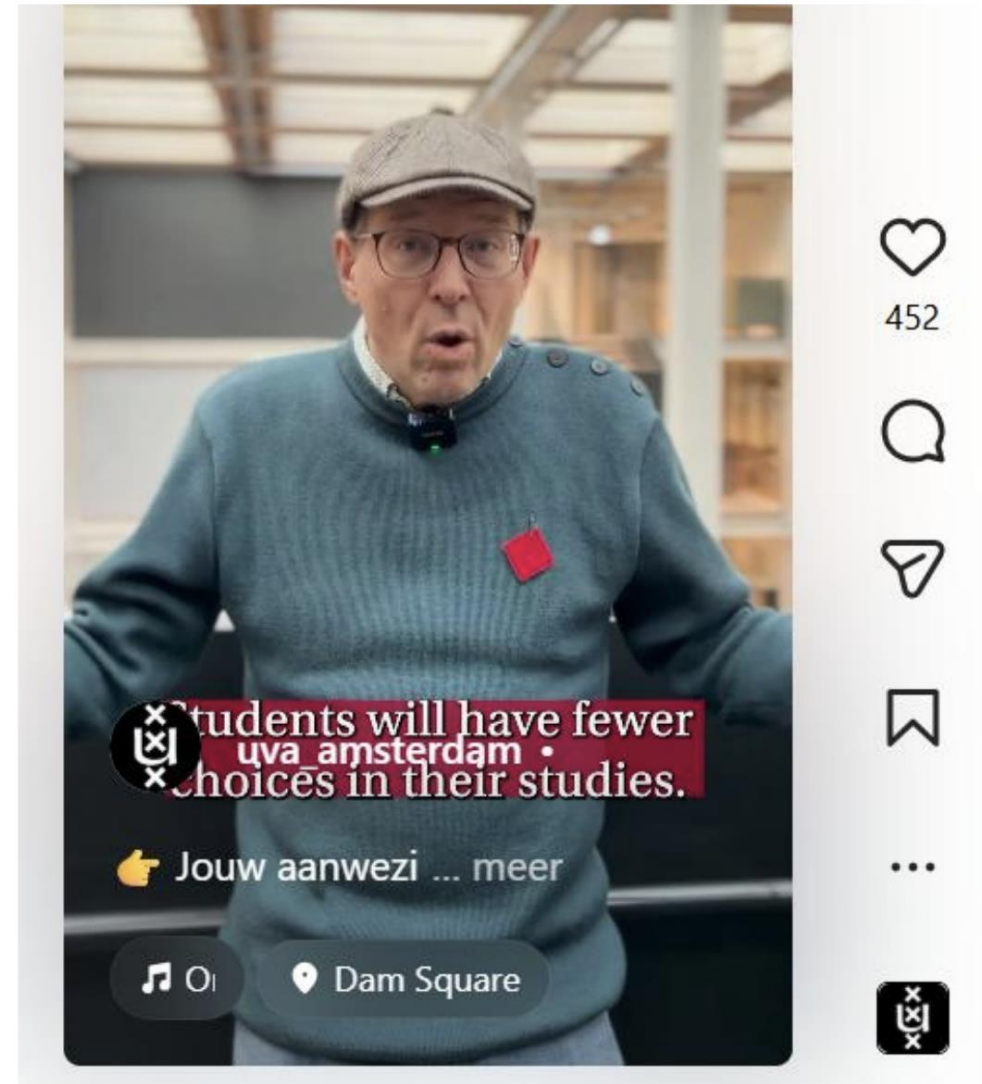 452
Students will have fewer
uva_amsterdam •
choices in their studies.
👉 Jouw aanwezi ... meer
Dam Square